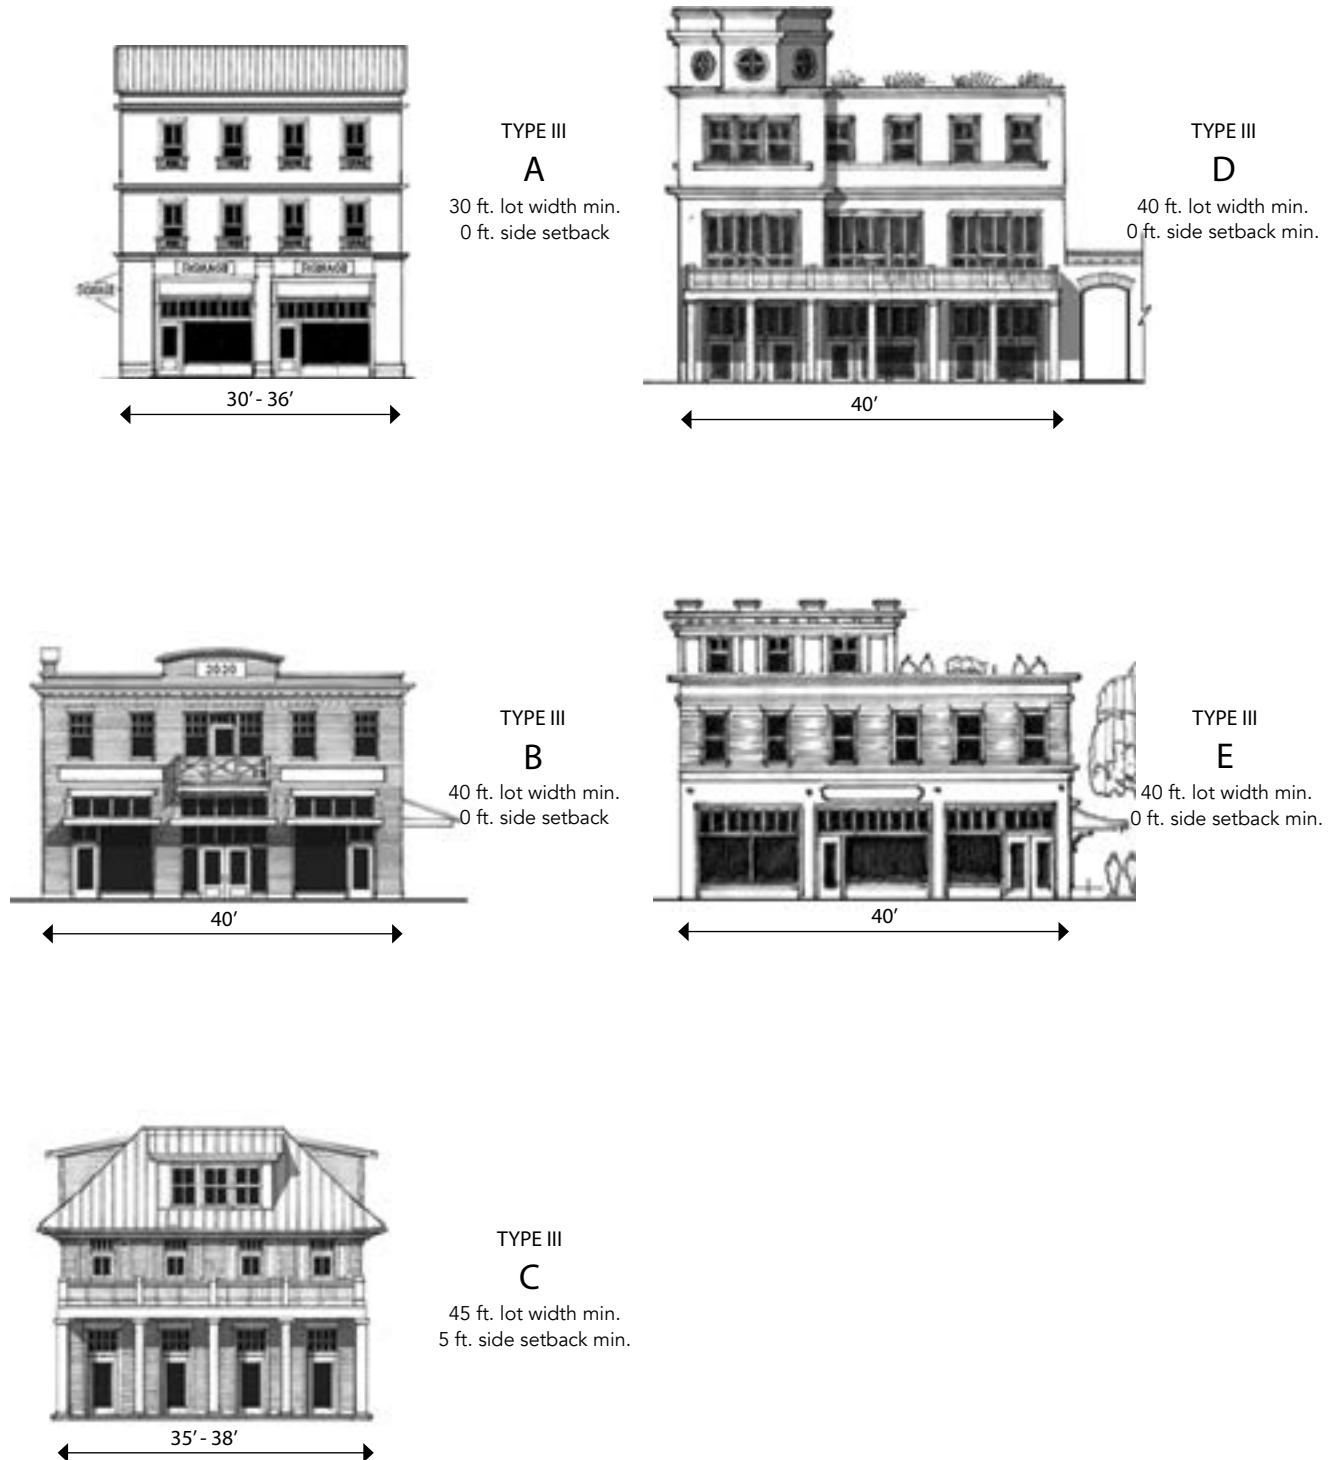 TYPE III
A
30 ft. lot width min.
0 ft. side setback
SIGNAGE
SIGNAGE
SIGNAGE
30’ - 36’
TYPE III
D
40 ft. lot width min.
0 ft. side setback min.
40’
2020
TYPE III
B
40 ft. lot width min.
0 ft. side setback
40’
TYPE III
E
40 ft. lot width min.
0 ft. side setback min.
40’
TYPE III
C
45 ft. lot width min.
5 ft. side setback min.
35’ - 38’